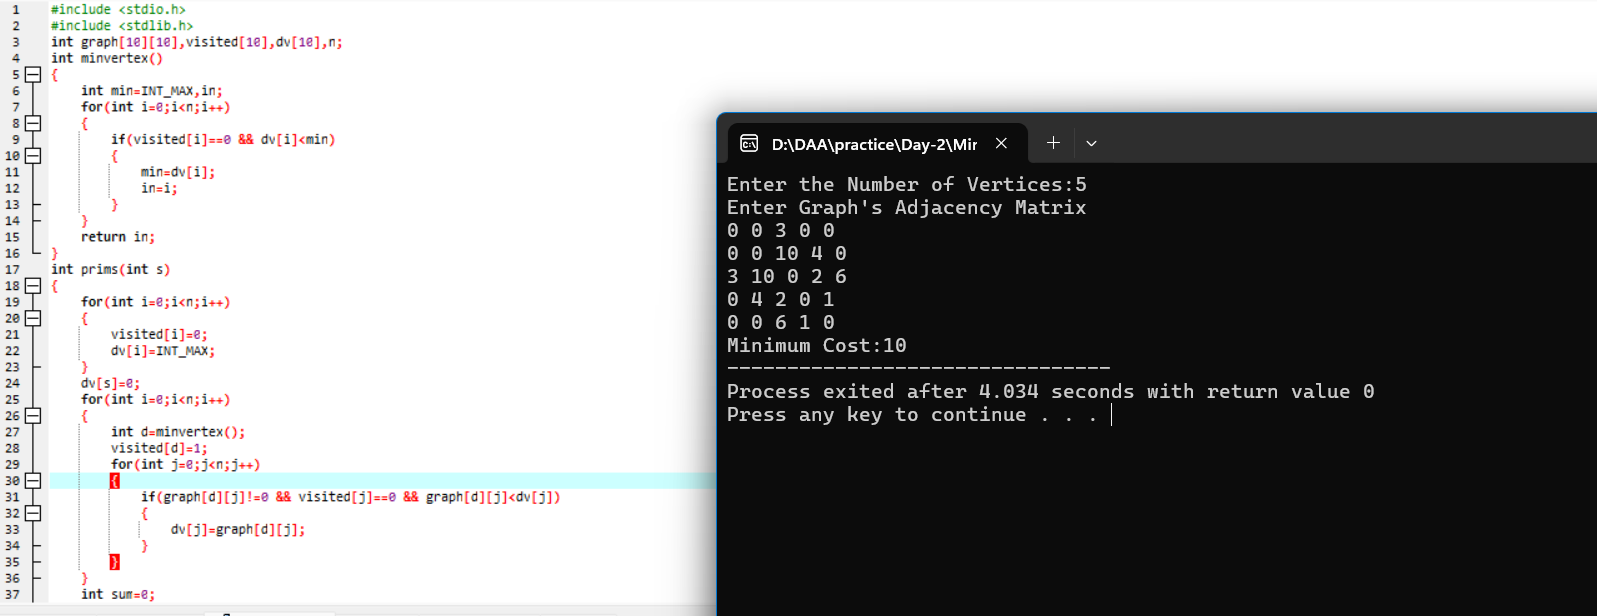 1 #include <stdio.h>
2 #include <stdlib.h>
3 int graph[10][10],visited[10],dv[10],n;
4 int minvertex()
5 {
6 int min=INT_MAX,in;
7 for(int i=0;i<n;i++)
8 {
9 if(visited[i]==0 && dv[i]<min)
10 {
11 min=dv[i];
12 in=i;
13 }
14 }
15 return in;
16 }
17 int prims(int s)
18 {
19 for(int i=0;i<n;i++)
20 {
21 visited[i]=0;
22 dv[i]=INT_MAX;
23 }
24 dv[s]=0;
25 for(int i=0;i<n;i++)
26 {
27 int d=minvertex();
28 visited[d]=1;
29 for(int j=0;j<n;j++)
30 {
31 if(graph[d][j]!=0 && visited[j]==0 && graph[d][j]<dv[j])
32 {
33 dv[j]=graph[d][j];
34 }
35 }
36 }
37 int sum=0;
D:\DAA\practice\Day-2\Mir
Enter the Number of Vertices:5
Enter Graph's Adjacency Matrix
0 0 3 0 0
0 0 10 4 0
3 10 0 2 6
0 4 2 0 1
0 0 6 1 0
Minimum Cost:10
--------------------------------
Process exited after 4.034 seconds with return value 0
Press any key to continue . . .